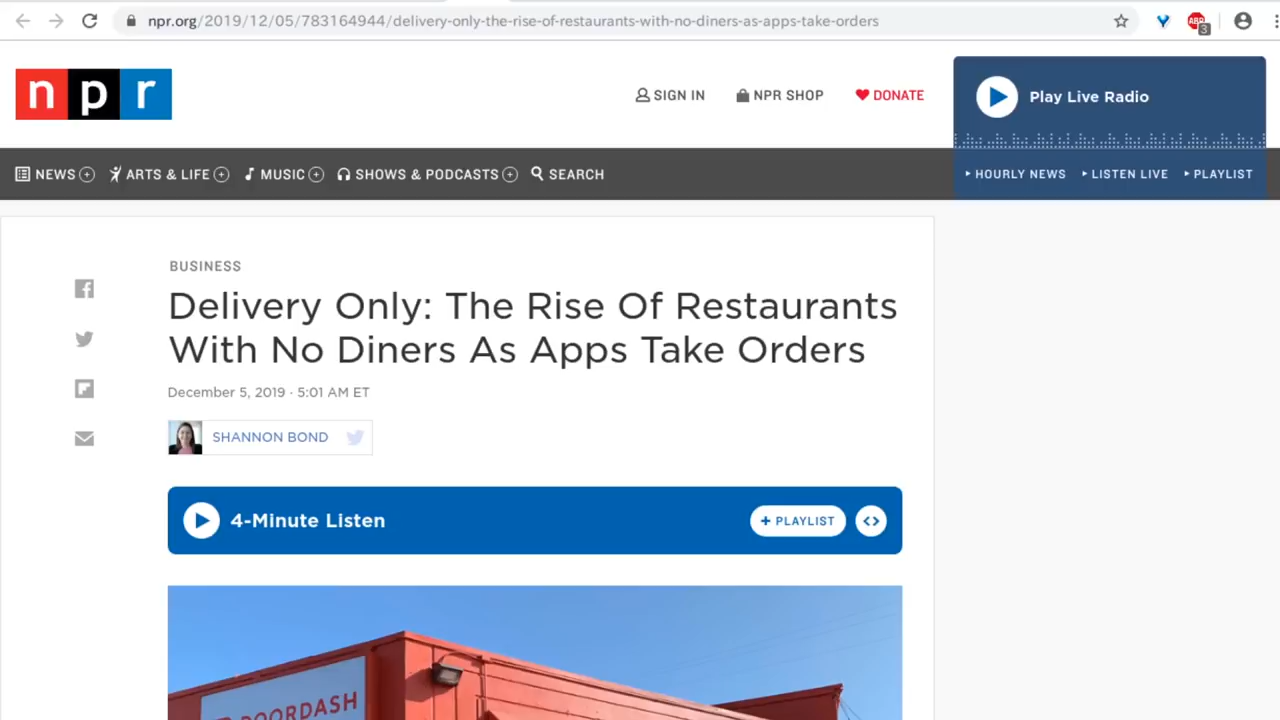 npr.org/2019/12/05/783164944/delivery-only-the-rise-of-restaurants-with-no-diners-as-apps-take-orders
ABP
3
npr
SIGN IN
NPR SHOP
DONATE
Play Live Radio
NEWS
ARTS & LIFE
MUSIC
SHOWS & PODCASTS
SEARCH
HOURLY NEWS
LISTEN LIVE
PLAYLIST
BUSINESS
Delivery Only: The Rise Of Restaurants
With No Diners As Apps Take Orders
December 5, 2019 · 5:01 AM ET
SHANNON BOND
4-Minute Listen
+ PLAYLIST
<>
DOORDASH